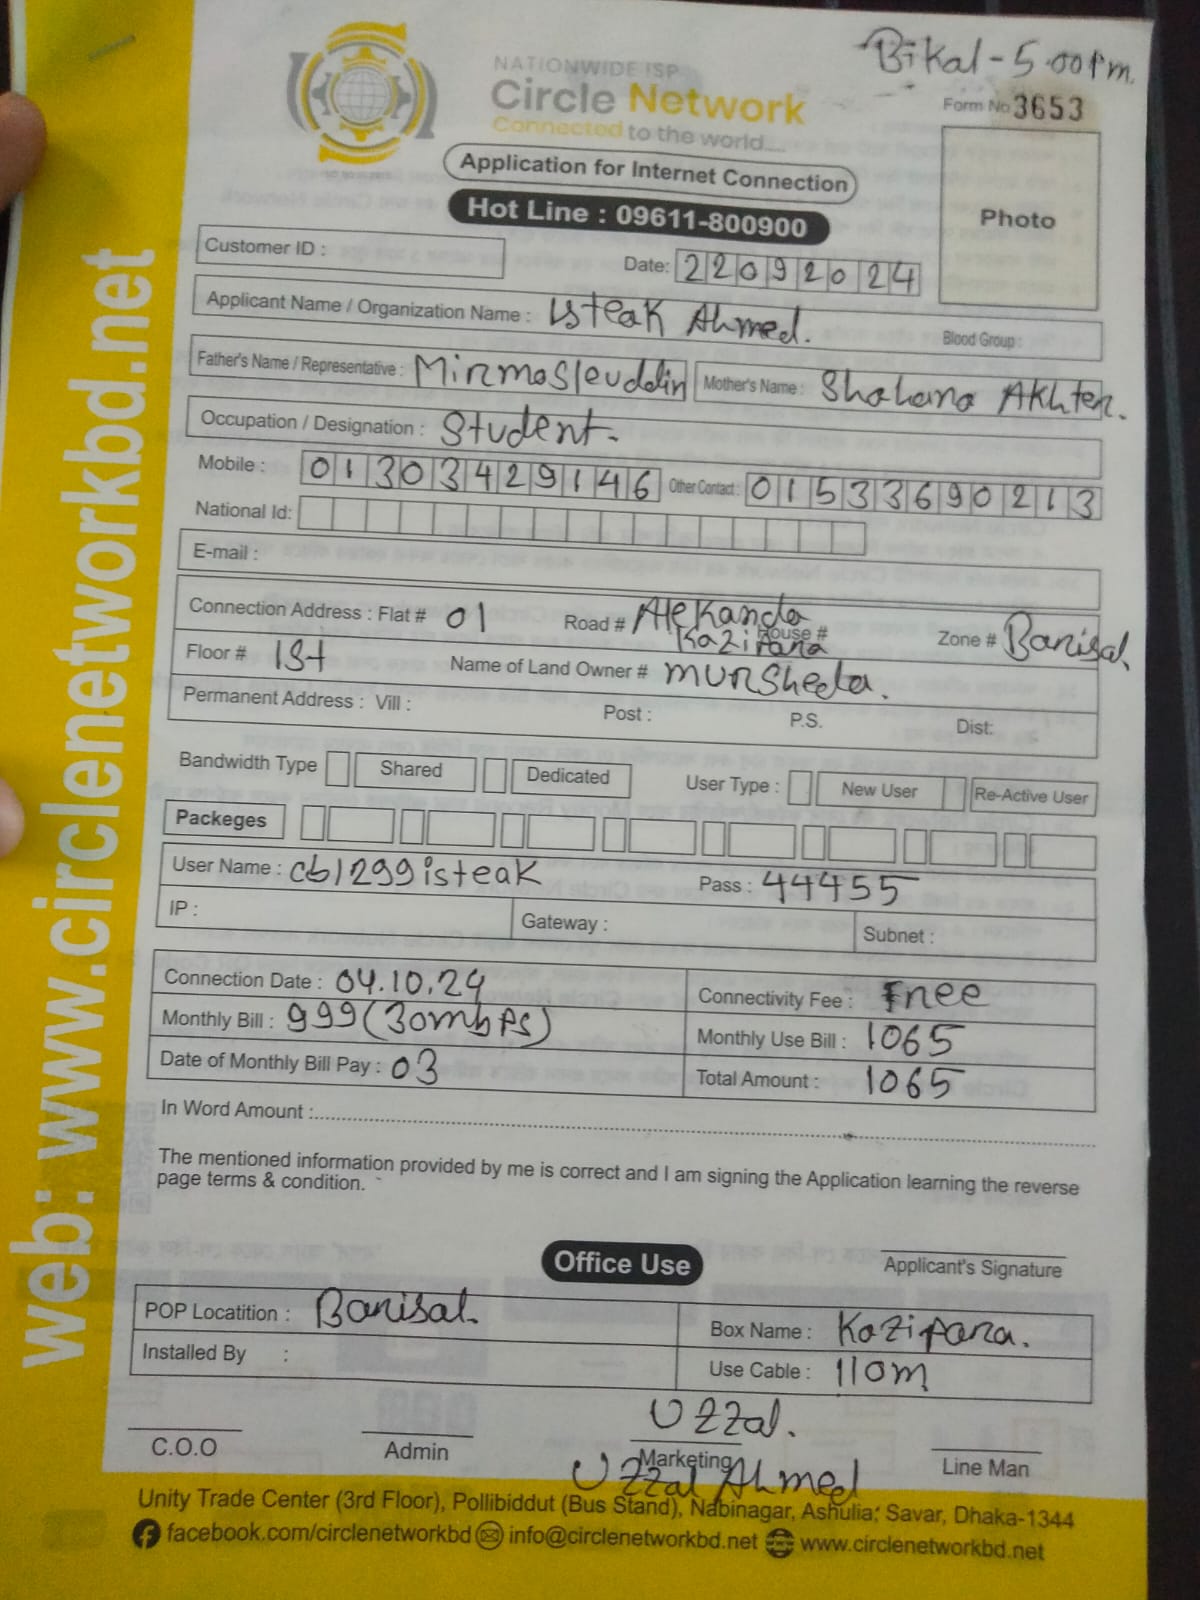 Bikal - 5.00Pm.
NATIONWIDE ISP
Circle Network
Connected to the world....
Form No 3653
Application for Internet Connection
Hot Line : 09611-800900
Photo
Customer ID :
Date: 22092024
Applicant Name / Organization Name : Isteak Ahmed. Blood Group :
Father's Name / Representative : Mirmosleuddin Mother's Name : Shahana Akhter.
Occupation / Designation : Student.
Mobile : 01303429146 Other Contact : 01533690213
National Id:
E-mail :
Connection Address : Flat # 01 Road # Alekanda House # Zone # Barisal
Kazipara
Floor # 1st Name of Land Owner # Mursheda.
Permanent Address : Vill : Post : P.S. Dist:
Bandwidth Type Shared Dedicated User Type : New User Re-Active User
Packeges
User Name : cb1299isteak Pass : 44455
IP : Gateway : Subnet :
Connection Date : 04.10.24 Connectivity Fee : Free
Monthly Bill : 999 (30mbPs) Monthly Use Bill : 1065
Date of Monthly Bill Pay : 03 Total Amount : 1065
In Word Amount :
The mentioned information provided by me is correct and I am signing the Application learning the reverse
page terms & condition.
Office Use
Applicant's Signature
POP Locatition : Barisal. Box Name : Kazipara.
Installed By : Use Cable : 110m
Uzzal.
C.O.O Admin Marketing Line Man
Uzzal Ahmed
Unity Trade Center (3rd Floor), Pollibiddut (Bus Stand), Nabinagar, Ashulia; Savar, Dhaka-1344
facebook.com/circlenetworkbd info@circlenetworkbd.net www.circlenetworkbd.net
web: www.circlenetworkbd.net